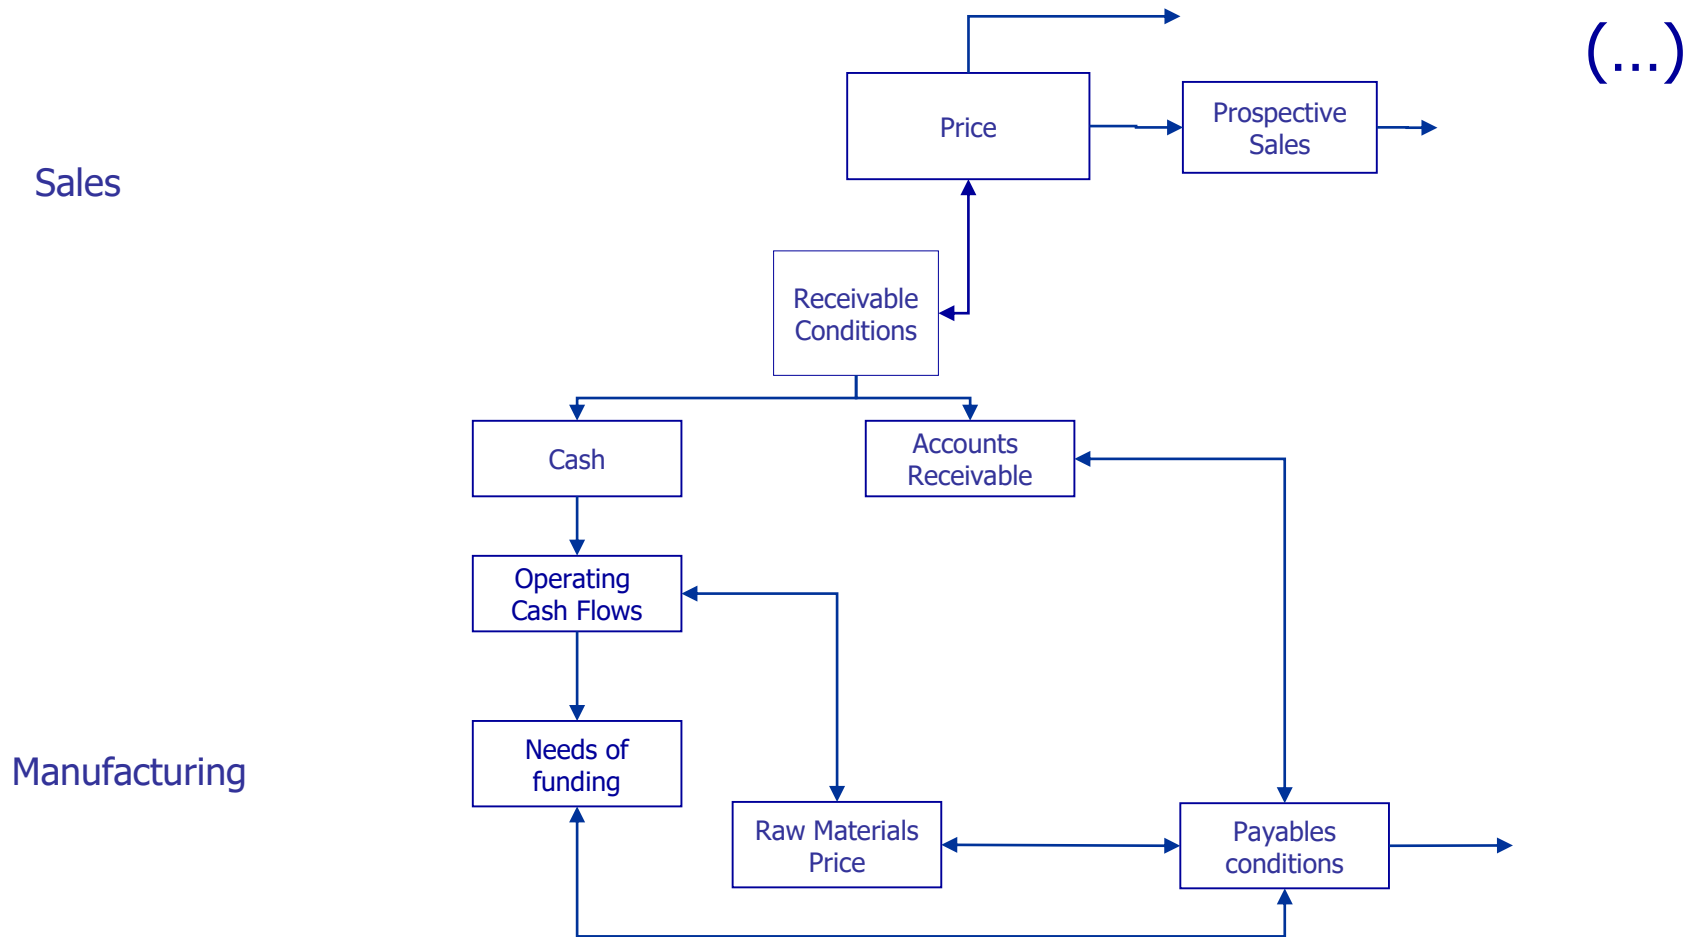 (...)
Price
Prospective
Sales
Sales
Receivable
Conditions
Cash
Accounts
Receivable
Operating
Cash Flows
Needs of
funding
Manufacturing
Raw Materials
Price
Payables
conditions